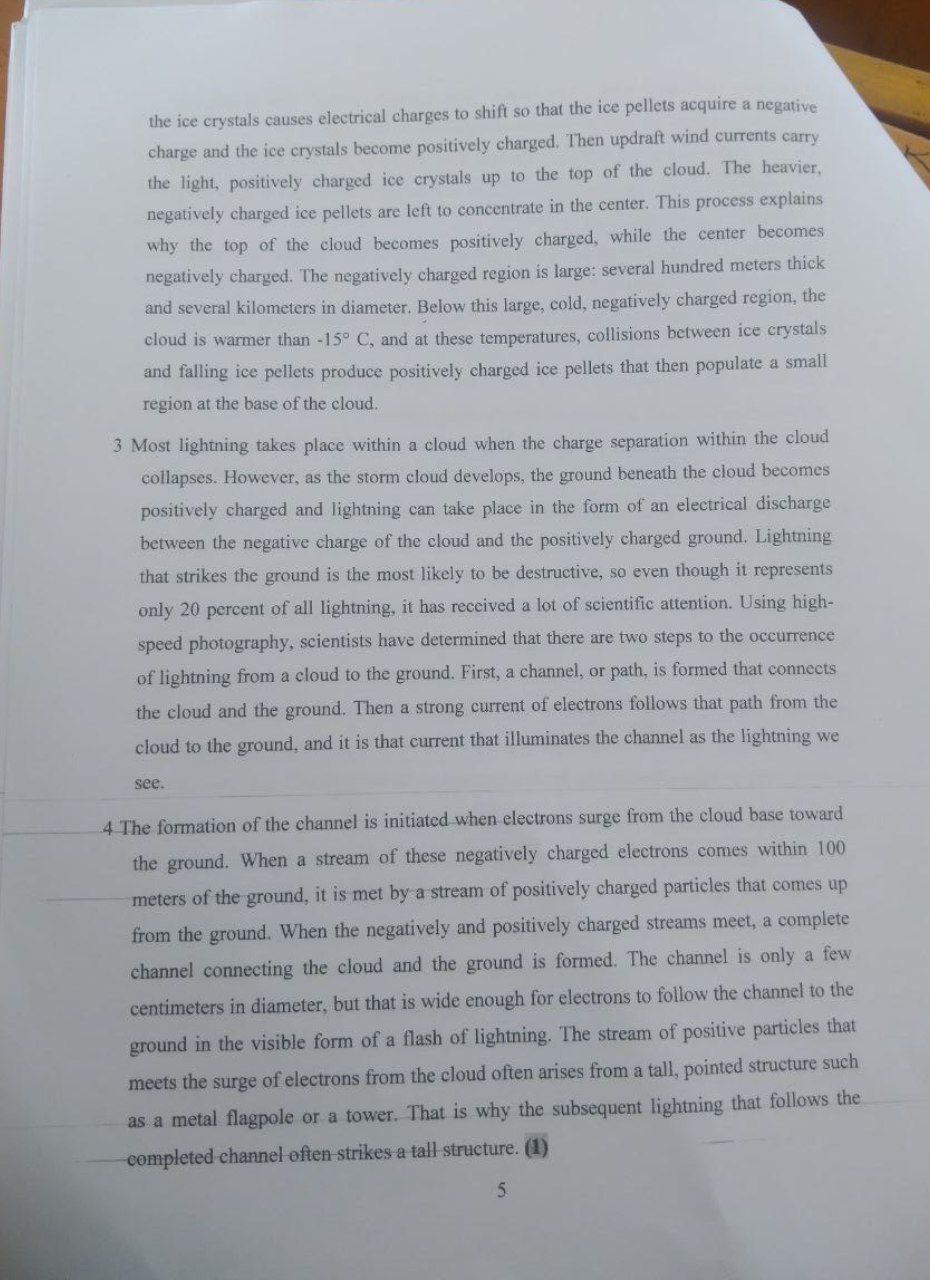 the ice crystals causes electrical charges to shift so that the ice pellets acquire a negative
charge and the ice crystals become positively charged. Then updraft wind currents carry
the light, positively charged ice crystals up to the top of the cloud. The heavier,
negatively charged ice pellets are left to concentrate in the center. This process explains
why the top of the cloud becomes positively charged, while the center becomes
negatively charged. The negatively charged region is large: several hundred meters thick
and several kilometers in diameter. Below this large, cold, negatively charged region, the
cloud is warmer than -15° C, and at these temperatures, collisions between ice crystals
and falling ice pellets produce positively charged ice pellets that then populate a small
region at the base of the cloud.
3 Most lightning takes place within a cloud when the charge separation within the cloud
collapses. However, as the storm cloud develops, the ground beneath the cloud becomes
positively charged and lightning can take place in the form of an electrical discharge
between the negative charge of the cloud and the positively charged ground. Lightning
that strikes the ground is the most likely to be destructive, so even though it represents
only 20 percent of all lightning, it has received a lot of scientific attention. Using high-
speed photography, scientists have determined that there are two steps to the occurrence
of lightning from a cloud to the ground. First, a channel, or path, is formed that connects
the cloud and the ground. Then a strong current of electrons follows that path from the
cloud to the ground, and it is that current that illuminates the channel as the lightning we
see.
4 The formation of the channel is initiated when electrons surge from the cloud base toward
the ground. When a stream of these negatively charged electrons comes within 100
meters of the ground, it is met by a stream of positively charged particles that comes up
from the ground. When the negatively and positively charged streams meet, a complete
channel connecting the cloud and the ground is formed. The channel is only a few
centimeters in diameter, but that is wide enough for electrons to follow the channel to the
ground in the visible form of a flash of lightning. The stream of positive particles that
meets the surge of electrons from the cloud often arises from a tall, pointed structure such
as a metal flagpole or a tower. That is why the subsequent lightning that follows the
completed channel often strikes a tall structure. (1)
5